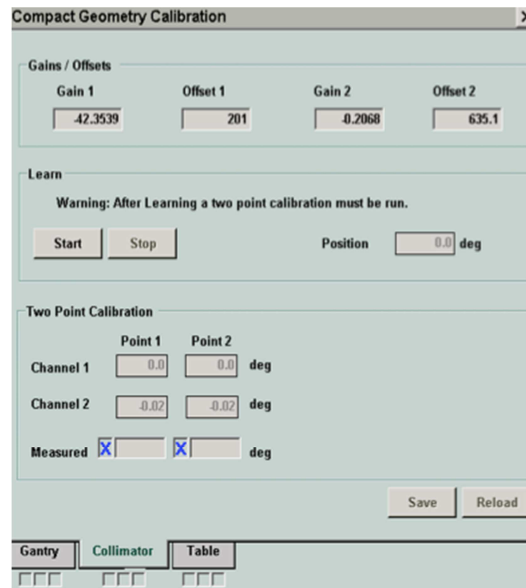 Compact Geometry Calibration X
Gains / Offsets
Gain 1 Offset 1 Gain 2 Offset 2
-42.3539 201 -0.2068 635.1
Learn
Warning: After Learning a two point calibration must be run.
Start Stop Position 0.0 deg
Two Point Calibration
Point 1 Point 2
Channel 1 0.0 0.0 deg
Channel 2 -0.02 -0.02 deg
Measured X X deg
Save Reload
Gantry Collimator Table